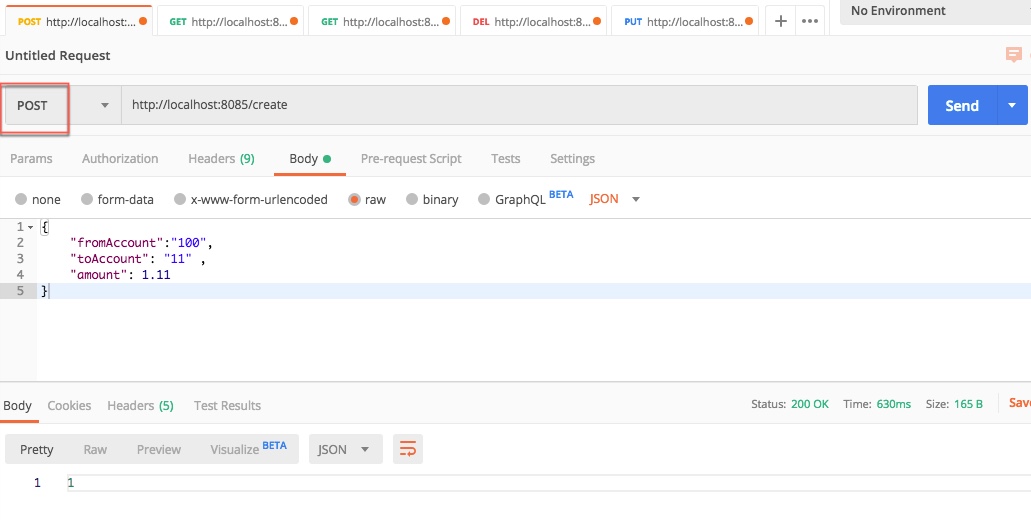 POST http://localhost:... GET http://localhost:8... GET http://localhost:8... DEL http://localhost:8... PUT http://localhost:8... + ••• No Environment
Untitled Request
POST http://localhost:8085/create Send
Params Authorization Headers (9) Body Pre-request Script Tests Settings
none form-data x-www-form-urlencoded raw binary GraphQL BETA JSON
1 {
2 "fromAccount":"100",
3 "toAccount": "11" ,
4 "amount": 1.11
5 }
Body Cookies Headers (5) Test Results Status: 200 OK Time: 630ms Size: 165 B Save
Pretty Raw Preview Visualize BETA JSON
1 1